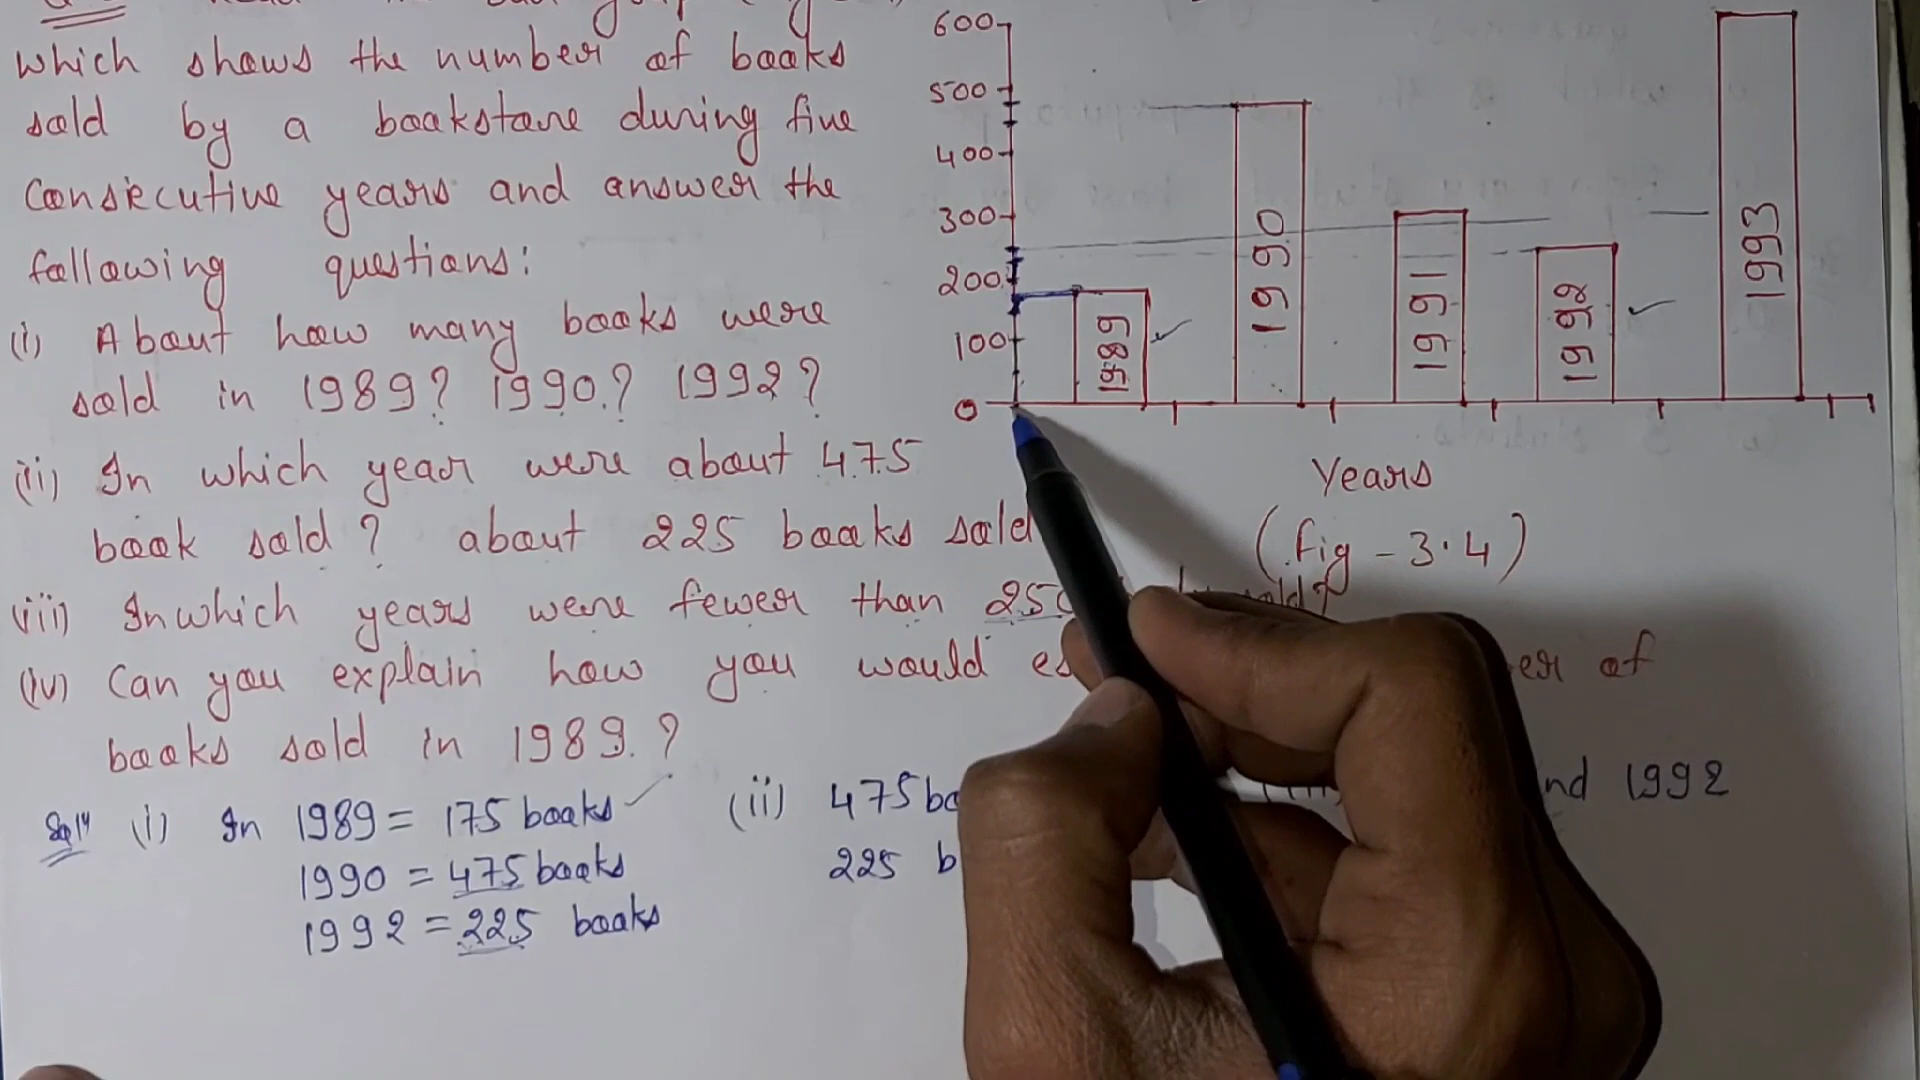 which shows the number of books
sold by a bookstore during five
Consecutive years and answer the
following questions:
(i) About how many books were
sold in 1989? 1990.? 1992?
(ii) In which year were about 475
book sold? about 225 books sold
(iii) In which years were fewer than 250 sold?
(iv) Can you explain how you would of
books sold in 1989.?
Solⁿ (i) In 1989 = 175 books
1990 = 475 books
1992 = 225 books
(ii) 475
225 b
1992
600
500
400
300
200
100
0
1989
1990
1991
1992
1993
Years
(fig - 3.4)